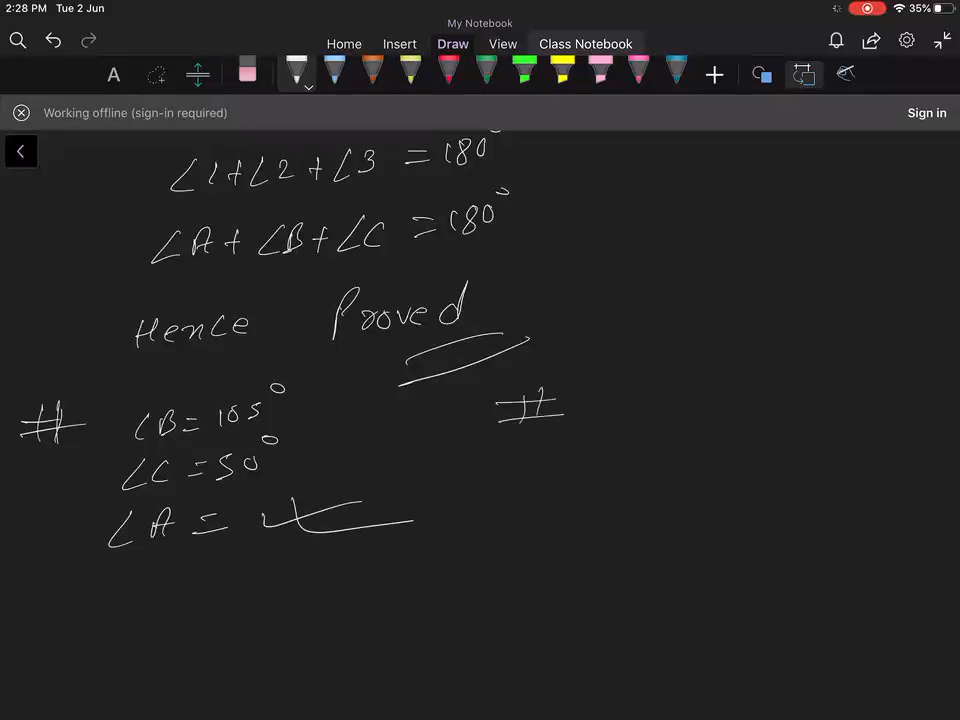 2:28 PM Tue 2 Jun
35%
My Notebook
Home Insert Draw View Class Notebook
A
Working offline (sign-in required)
Sign in
∠1+∠2+∠3 = 180°
∠A+∠B+∠C = 180°
Hence Proved
# ∠B = 105° #
∠C = 50°
∠A =